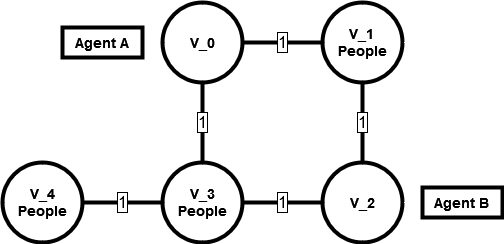 Agent A
V_0
1
V_1
People
1
1
V_4
People
1
V_3
People
1
V_2
Agent B